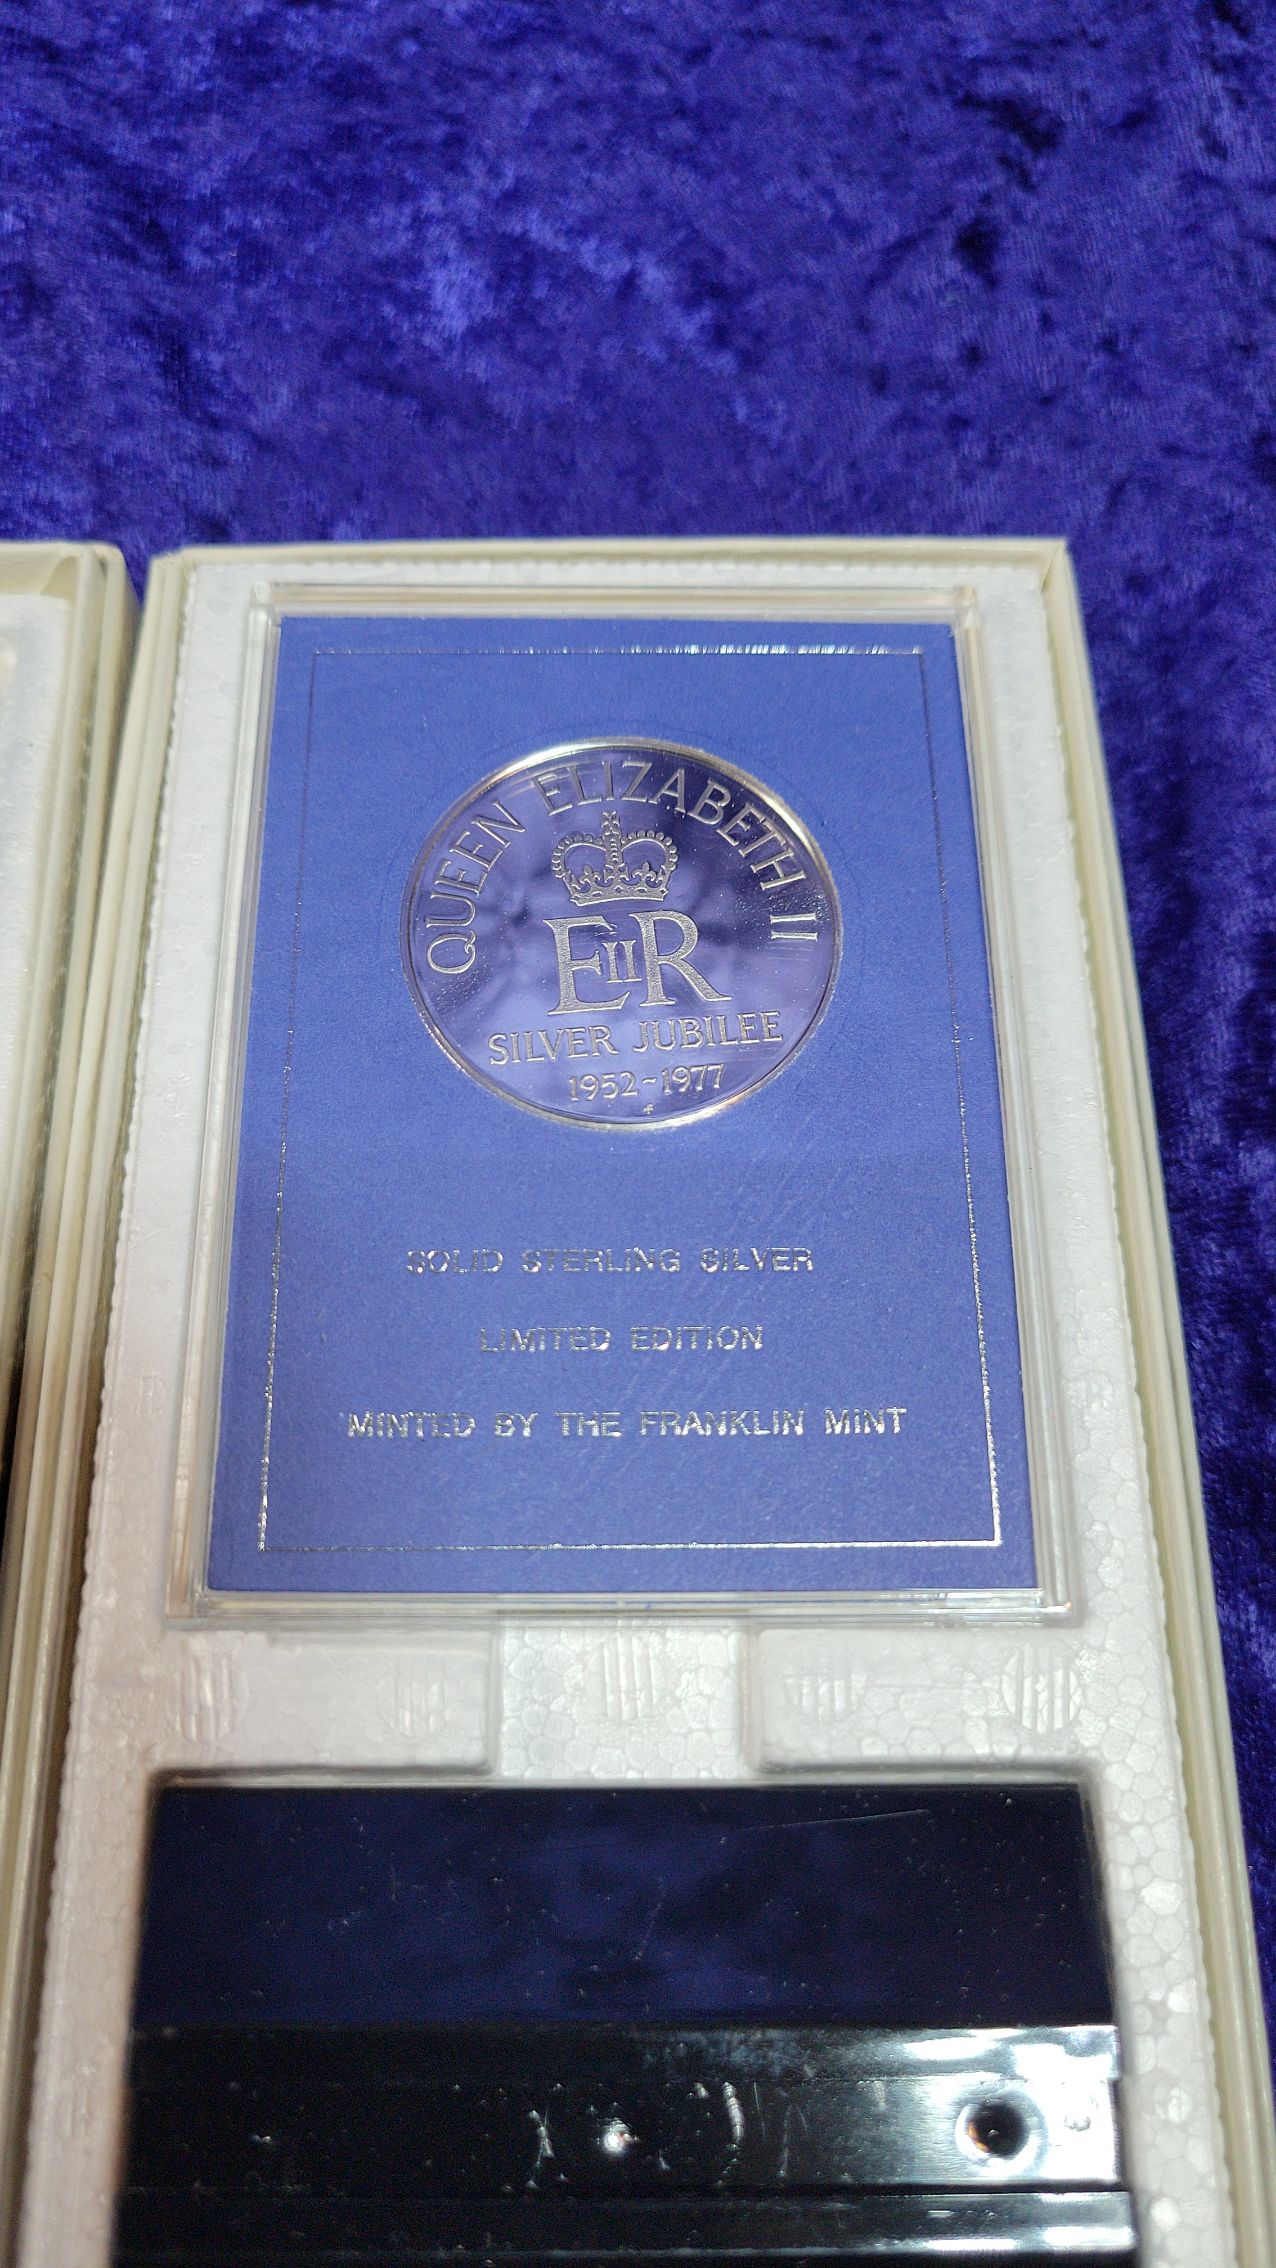 QUEEN ELIZABETH II
EIIR
SILVER JUBILEE
1952-1977
SOLID STERLING SILVER
LIMITED EDITION
MINTED BY THE FRANKLIN MINT